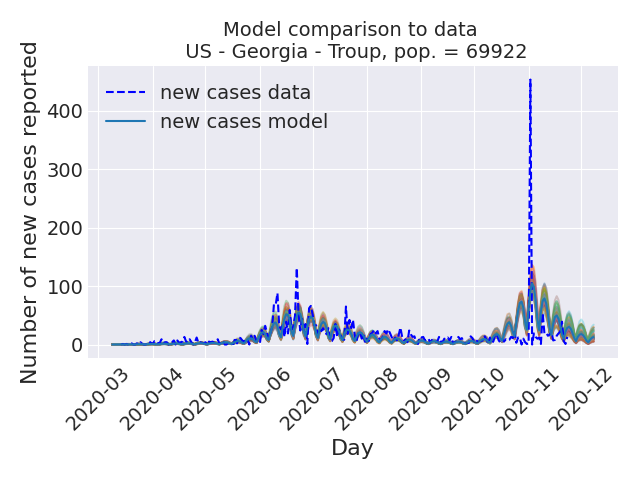 Model comparison to data
US - Georgia - Troup, pop. = 69922
Number of new cases reported
new cases data
new cases model
400
300
200
100
0
2020-03
2020-04
2020-05
2020-06
2020-07
2020-08
2020-09
2020-10
2020-11
2020-12
Day